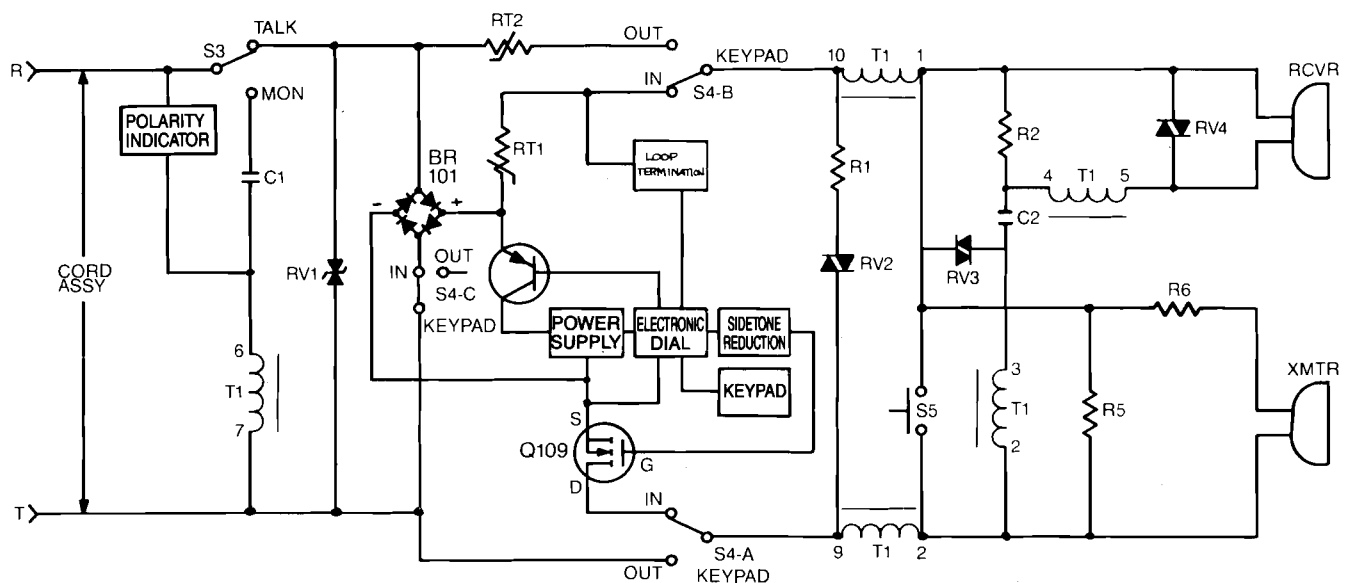 RT2
TALK
OUT
S3
R
KEYPAD
10
T1
1
RCVR
IN
S4-B
MON
POLARITY
INDICATOR
RT1
LOOP
TERMINATION
R1
R2
RV4
BR
101
C1
4
T1
5
-
+
C2
CORD
ASSY
RV1
IN
OUT
S4-C
RV2
RV3
KEYPAD
R6
POWER
SUPPLY
ELECTRONIC
DIAL
SIDETONE
REDUCTION
6
T1
7
KEYPAD
S5
3
T1
2
R5
XMTR
S
Q109
G
D
IN
T
S4-A
KEYPAD
OUT
9
T1
2